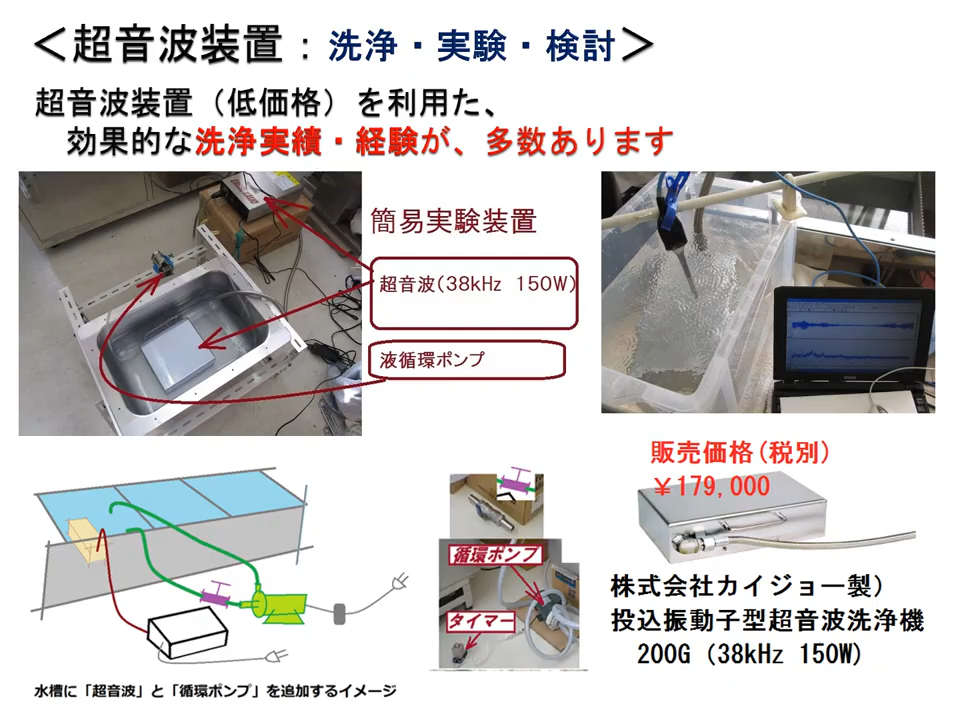 ＜超音波装置：洗浄・実験・検討＞
超音波装置（低価格）を利用た、
効果的な洗浄実績・経験が、多数あります
簡易実験装置
超音波(38kHz 150W)
液循環ポンプ
販売価格(税別)
￥179,000
循環ポンプ
タイマー
株式会社カイジョー製）
投込振動子型超音波洗浄機
200G (38kHz 150W)
水槽に「超音波」と「循環ポンプ」を追加するイメージ